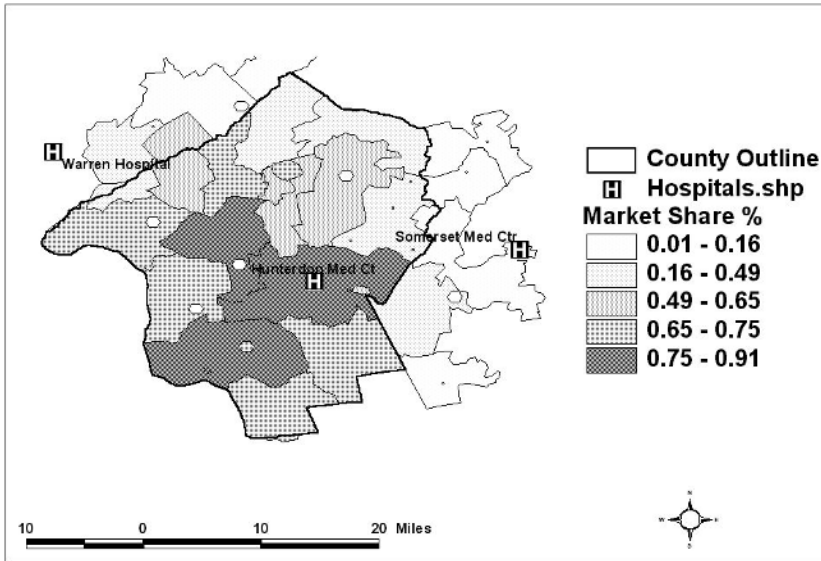 Warren Hospital
Somerset Med Ctr
Hunterdon Med Ct
County Outline
H Hospitals.shp
Market Share %
0.01 - 0.16
0.16 - 0.49
0.49 - 0.65
0.65 - 0.75
0.75 - 0.91
10 0 10 20 Miles
N
W E
S
H
H
H